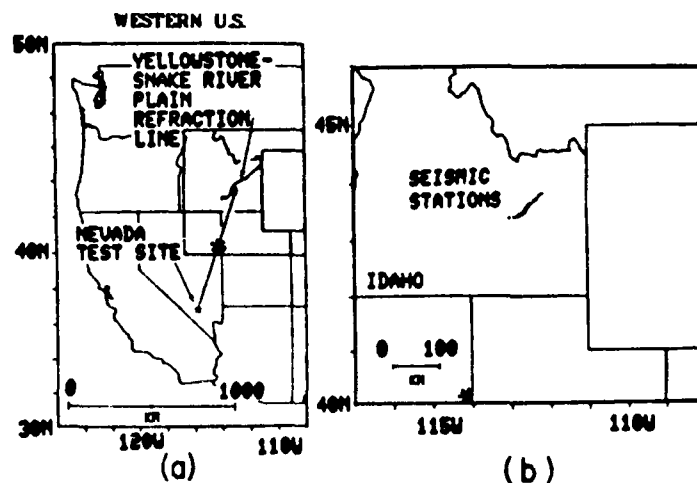 WESTERN U.S.
50N
YELLOWSTONE-
SNAKE RIVER
PLAIN
REFRACTION
LINE
NEVADA
TEST SITE
40N
0 1000
KM
30N
120W 110W
(a)
45N
SEISMIC
STATIONS
IDAHO
0 100
KM
40N
115W 110W
(b)